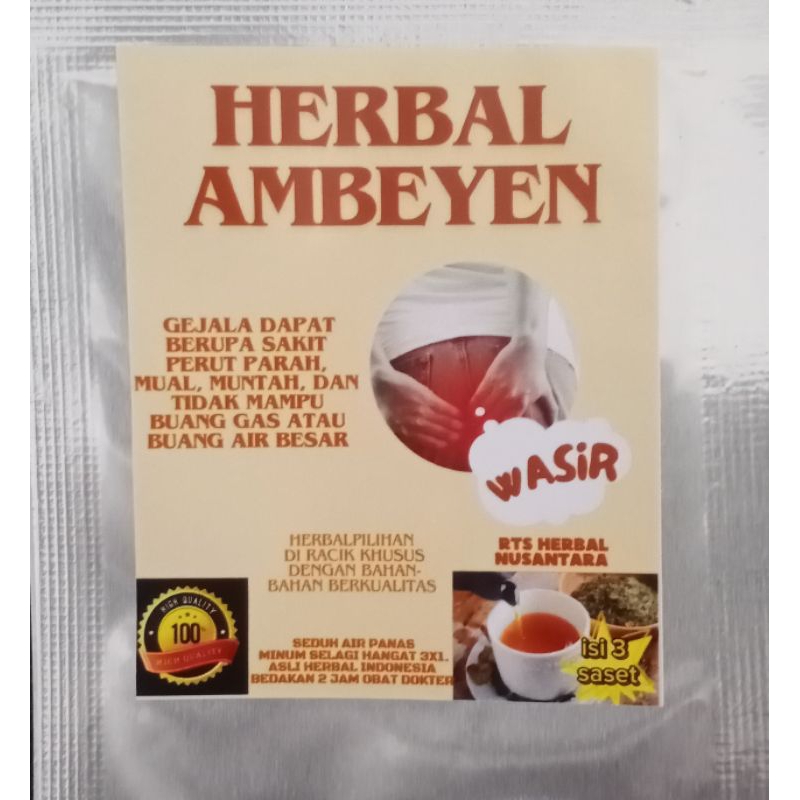 HERBAL
AMBEYEN
GEJALA DAPAT
BERUPA SAKIT
PERUT PARAH,
MUAL, MUNTAH, DAN
TIDAK MAMPU
BUANG GAS ATAU
BUANG AIR BESAR
WASiR
HERBALPILIHAN
DI RACIK KHUSUS
DENGAN BAHAN-
BAHAN BERKUALITAS
RTS HERBAL
NUSANTARA
HIGH QUALITY
100%
HIGH QUALITY
SEDUH AIR PANAS
MINUM SELAGI HANGAT 3X1.
ASLI HERBAL INDONESIA
BEDAKAN 2 JAM OBAT DOKTER
isi 3
saset